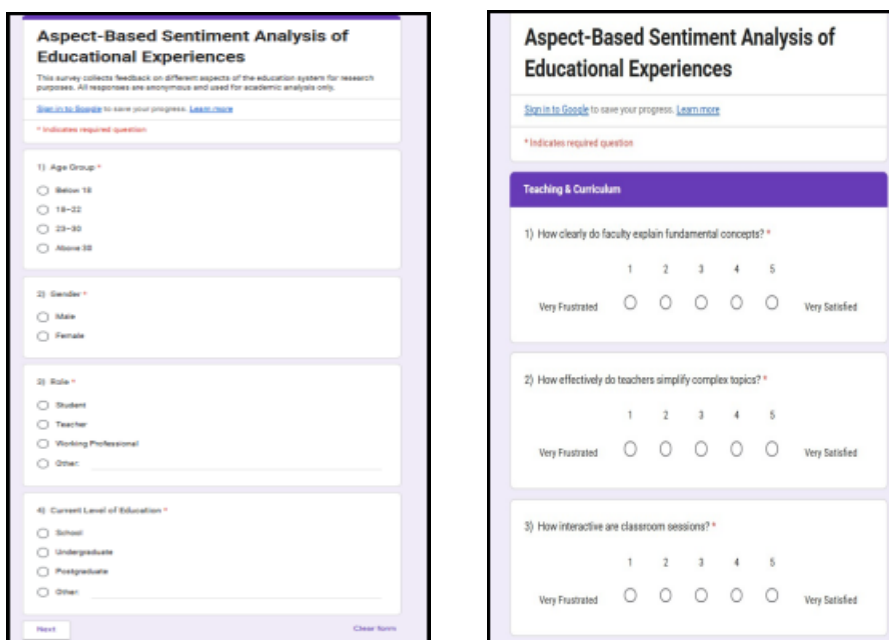 Aspect-Based Sentiment Analysis of
Educational Experiences
This survey collects feedback on different aspects of the education system for research
purposes. All responses are anonymous and used for academic analysis only.
Sign in to Google to save your progress. Learn more
* Indicates required question
1) Age Group *
Below 18
18–22
23–30
Above 30
2) Gender *
Male
Female
3) Role *
Student
Teacher
Working Professional
Other:
4) Current Level of Education *
School
Undergraduate
Postgraduate
Other:
Next
Clear form
Aspect-Based Sentiment Analysis of
Educational Experiences
Sign in to Google to save your progress. Learn more
* Indicates required question
Teaching & Curriculum
1) How clearly do faculty explain fundamental concepts? *
1 2 3 4 5
Very Frustrated Very Satisfied
2) How effectively do teachers simplify complex topics? *
1 2 3 4 5
Very Frustrated Very Satisfied
3) How interactive are classroom sessions? *
1 2 3 4 5
Very Frustrated Very Satisfied